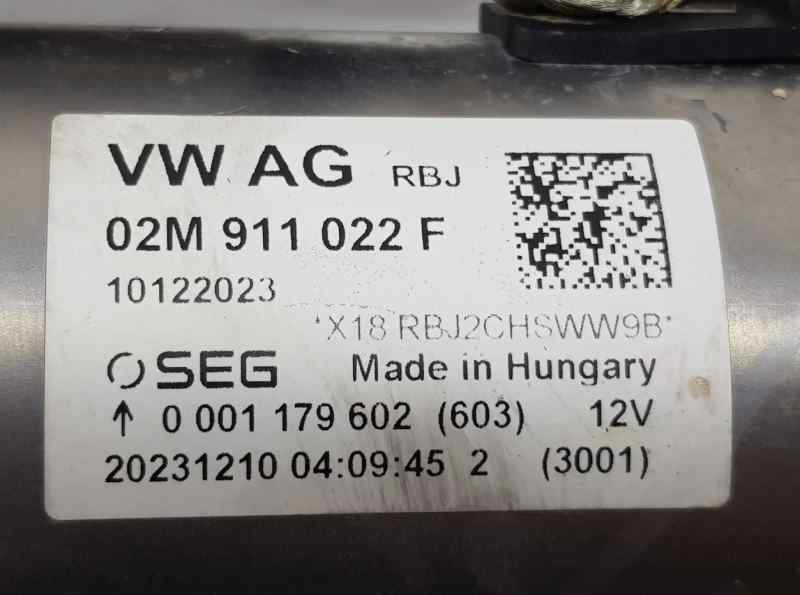 VW AG RBJ
02M 911 022 F
10122023
*X18 RBJ2CHSWW9B*
SEG Made in Hungary
↑ 0 001 179 602 (603) 12V
20231210 04:09:45 2 (3001)